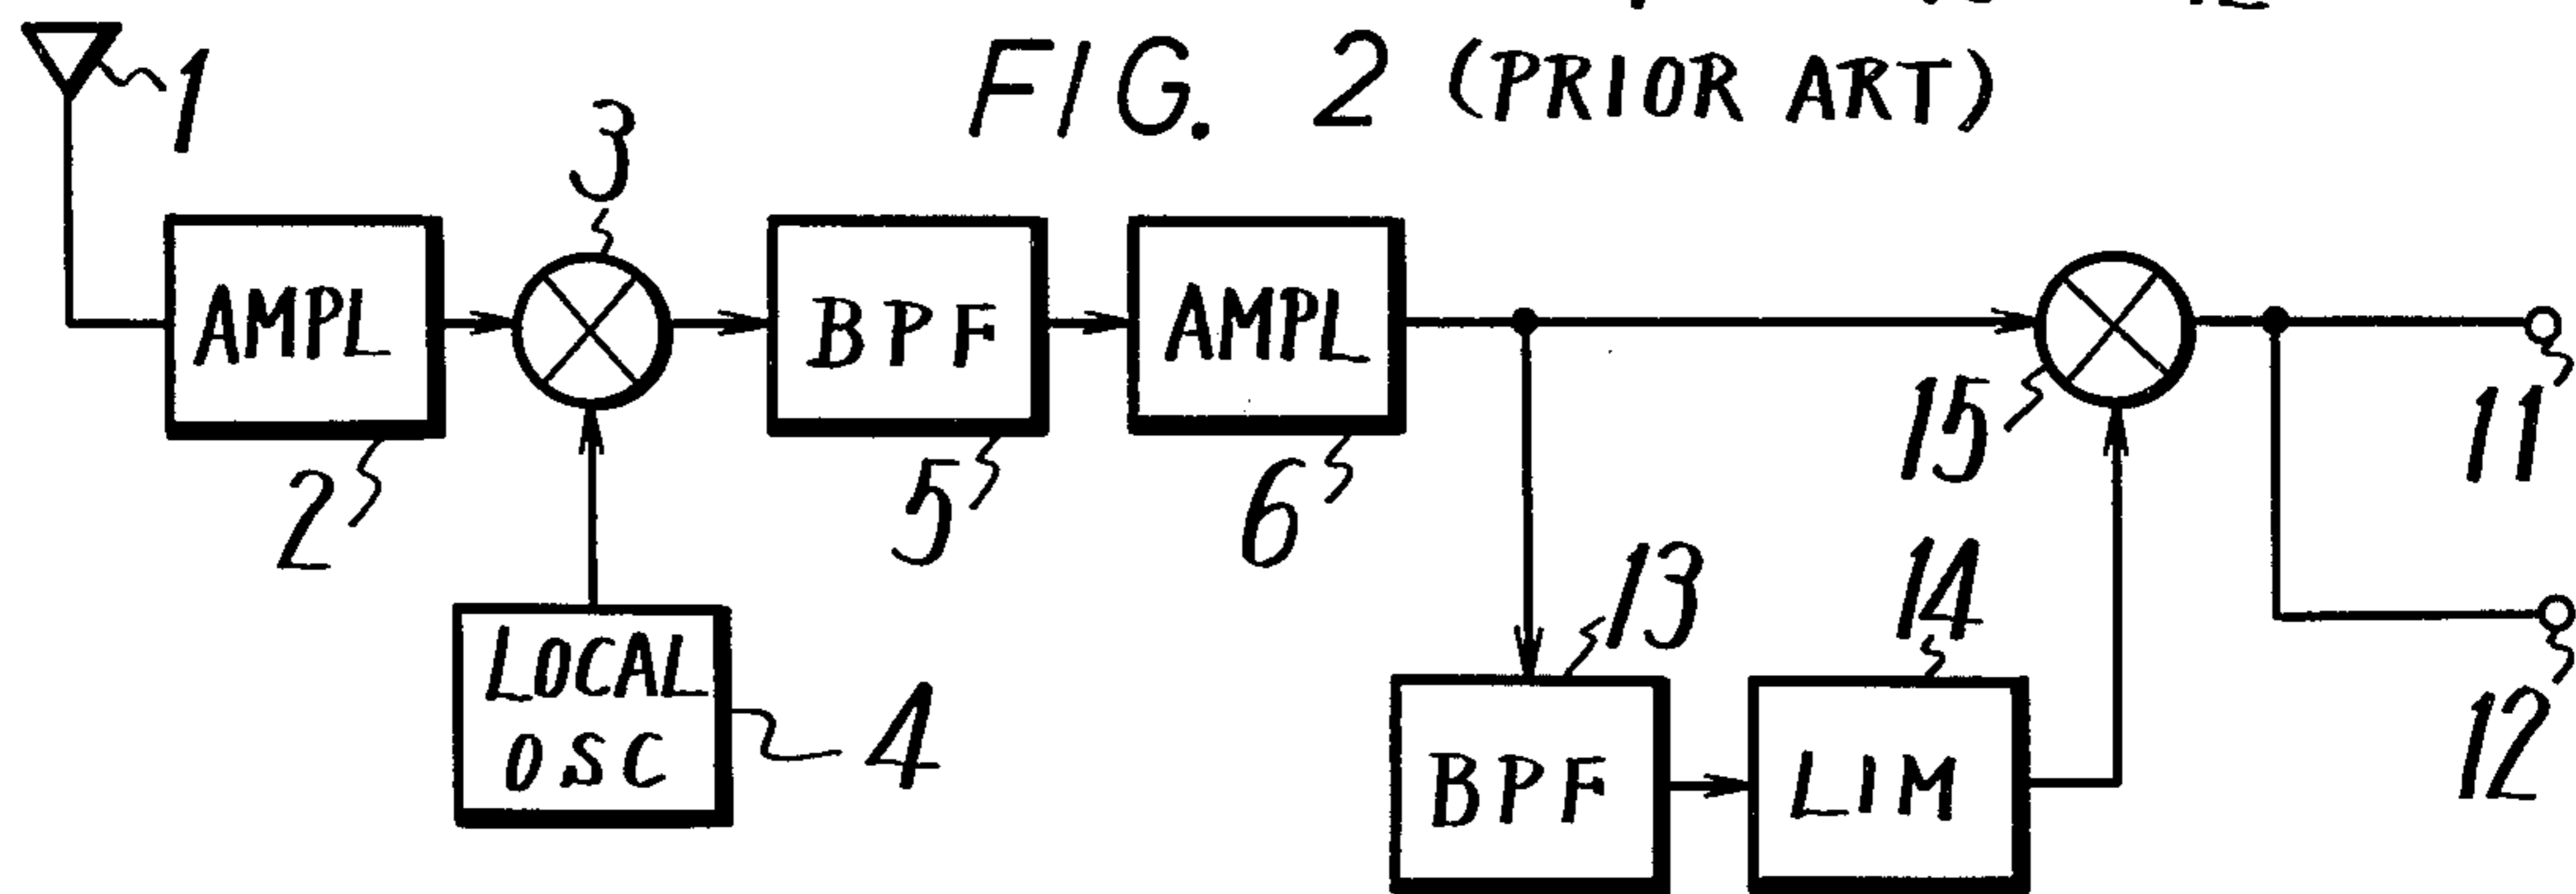 FIG. 2 (PRIOR ART)
1
3
AMPL
BPF
AMPL
2
5
6
15
11
LOCAL
OSC
4
13
14
12
BPF
LIM